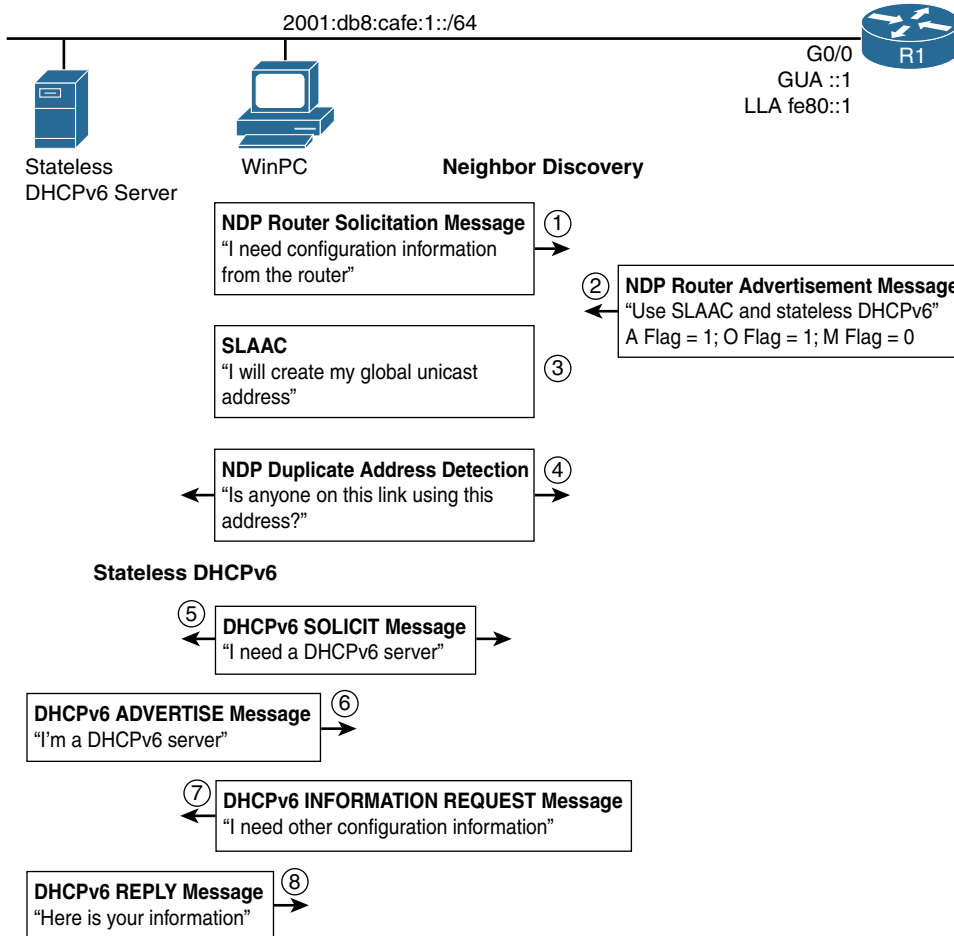 2001:db8:cafe:1::/64
R1
G0/0
GUA ::1
LLA fe80::1
Stateless
DHCPv6 Server
WinPC
Neighbor Discovery
NDP Router Solicitation Message
“I need configuration information
from the router”
1
2
NDP Router Advertisement Message
“Use SLAAC and stateless DHCPv6”
A Flag = 1; O Flag = 1; M Flag = 0
SLAAC
“I will create my global unicast
address”
3
NDP Duplicate Address Detection
“Is anyone on this link using this
address?”
4
Stateless DHCPv6
5
DHCPv6 SOLICIT Message
“I need a DHCPv6 server”
DHCPv6 ADVERTISE Message
“I’m a DHCPv6 server”
6
7
DHCPv6 INFORMATION REQUEST Message
“I need other configuration information”
DHCPv6 REPLY Message
“Here is your information”
8